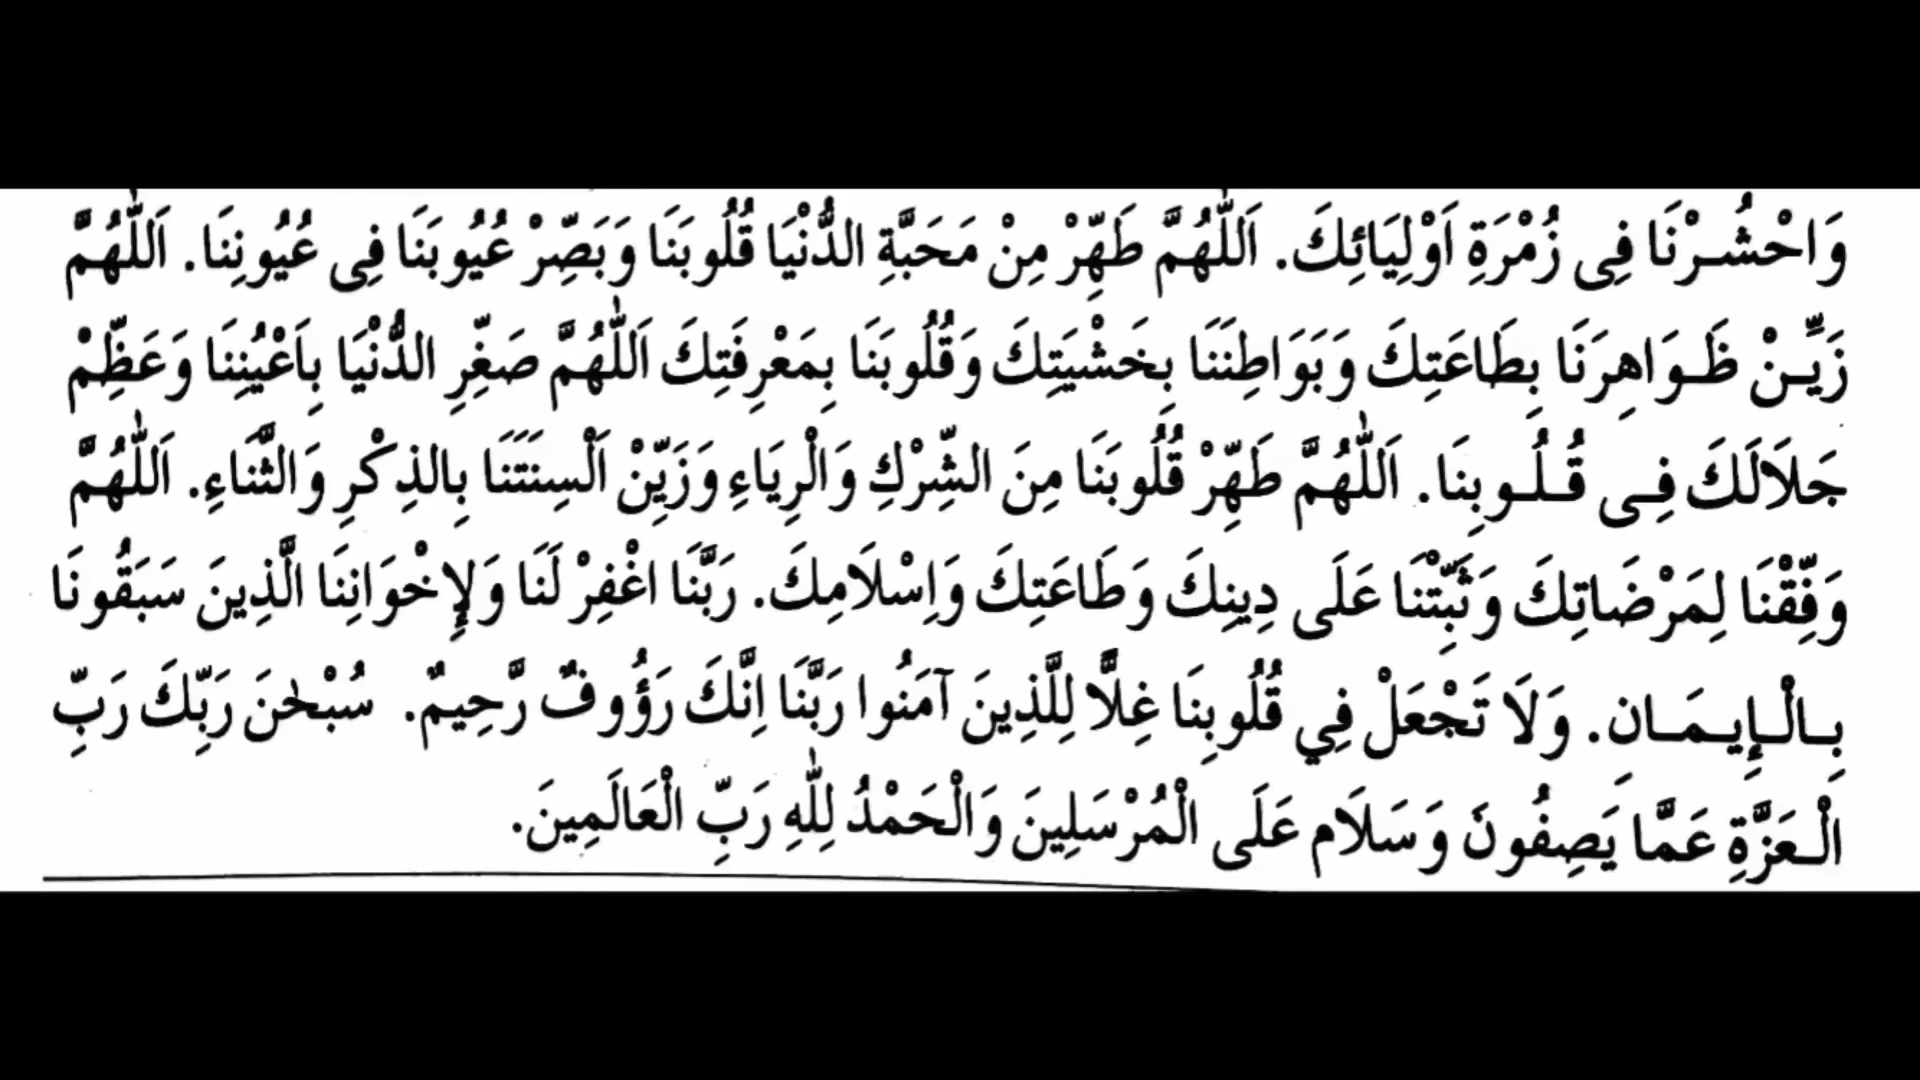 وَاحْشُرْنَا فِى زُمْرَةِ اَوْلِيَائِكَ. اَللّٰهُمَّ طَهِّرْ مِنْ مَحَبَّةِ الدُّنْيَا قُلُوبَنَا وَبَصِّرْ عُيُوبَنَا فِى عُيُونِنَا. اَللّٰهُمَّ
زَيِّنْ ظَوَاهِرَنَا بِطَاعَتِكَ وَبَوَاطِنَنَا بِخَشْيَتِكَ وَقُلُوبَنَا بِمَعْرِفَتِكَ اَللّٰهُمَّ صَغِّرِ الدُّنْيَا بِاَعْيُنِنَا وَعَظِّمْ
جَلَالَكَ فِى قُلُوبِنَا. اَللّٰهُمَّ طَهِّرْ قُلُوبَنَا مِنَ الشِّرْكِ وَالْرِيَاءِ وَزَيِّنْ اَلْسِنَتَنَا بِالذِكْرِ وَالثَّنَاءِ. اَللّٰهُمَّ
وَفِّقْنَا لِمَرْضَاتِكَ وَثَبِّتْنَا عَلَى دِينِكَ وَطَاعَتِكَ وَاِسْلَامِكَ. رَبَّنَا اغْفِرْ لَنَا وَلِإِخْوَانِنَا الَّذِينَ سَبَقُونَا
بِالْإِيمَان. وَلَا تَجْعَلْ فِي قُلُوبِنَا غِلًّا لِلَّذِينَ آمَنُوا رَبَّنَا اِنَّكَ رَؤُوفٌ رَّحِيمٌ. سُبْحٰنَ رَبِّكَ رَبِّ
الْعَزَّةِ عَمَّا يَصِفُونَ وَسَلَام عَلَى الْمُرْسَلِينَ وَالْحَمْدُ لِلّٰهِ رَبِّ الْعَالَمِينَ.